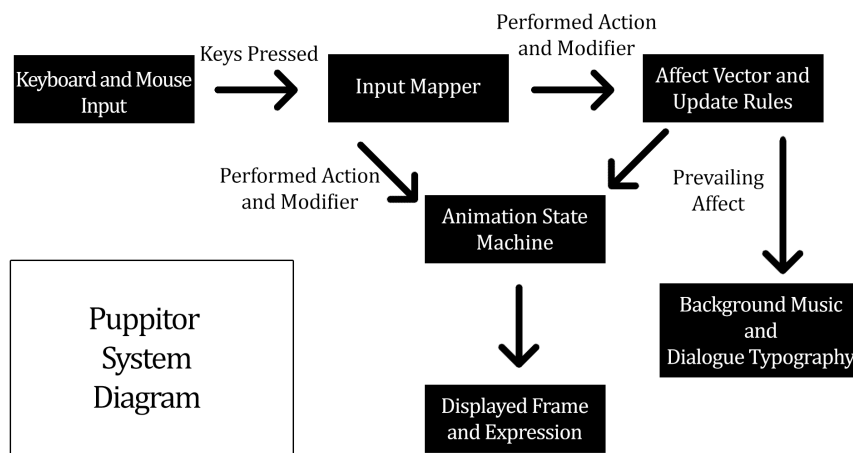 Keyboard and Mouse
Input
Keys Pressed
Input Mapper
Performed Action
and Modifier
Affect Vector and
Update Rules
Performed Action
and Modifier
Animation State
Machine
Prevailing
Affect
Displayed Frame
and Expression
Background Music
and
Dialogue Typography
Puppitor
System
Diagram